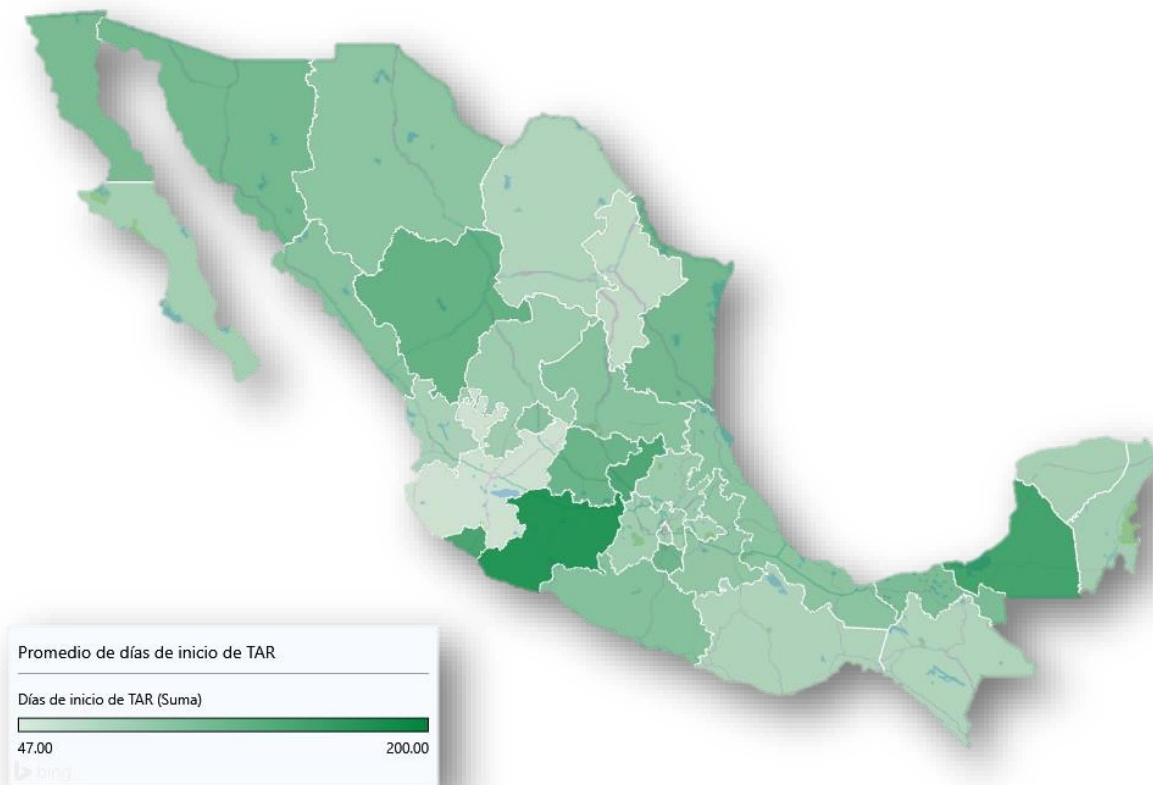 Promedio de días de inicio de TAR
Días de inicio de TAR (Suma)
47.00 200.00
bing